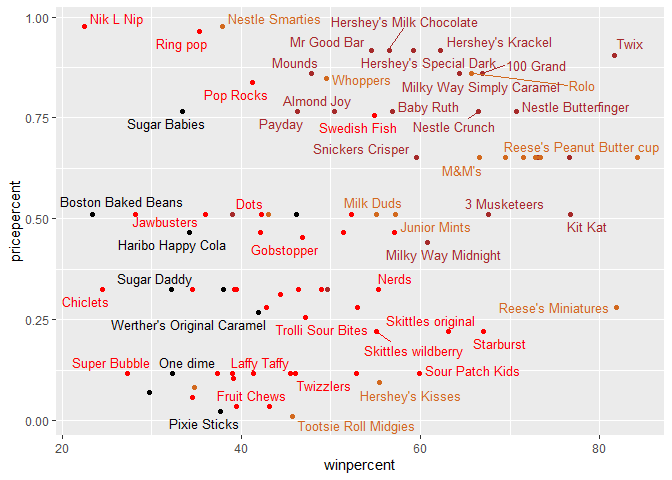 1.00
Nik L Nip
Nestle Smarties
Hershey's Milk Chocolate
Ring pop
Mr Good Bar
Hershey's Krackel
Twix
Mounds
Hershey's Special Dark
100 Grand
Pop Rocks
Whoppers
Milky Way Simply Caramel
Rolo
Almond Joy
Baby Ruth
Nestle Butterfinger
0.75
Sugar Babies
Payday
Swedish Fish
Nestle Crunch
Snickers Crisper
Reese's Peanut Butter cup
M&M's
Boston Baked Beans
Dots
Milk Duds
3 Musketeers
0.50
Jawbusters
Junior Mints
Kit Kat
Haribo Happy Cola
Gobstopper
Milky Way Midnight
Sugar Daddy
Nerds
Chiclets
Reese's Miniatures
0.25
Werther's Original Caramel
Trolli Sour Bites
Skittles original
Skittles wildberry
Starburst
Super Bubble
One dime
Laffy Taffy
Sour Patch Kids
Twizzlers
Fruit Chews
Hershey's Kisses
0.00
Pixie Sticks
Tootsie Roll Midgies
20
40
60
80
winpercent
pricepercent